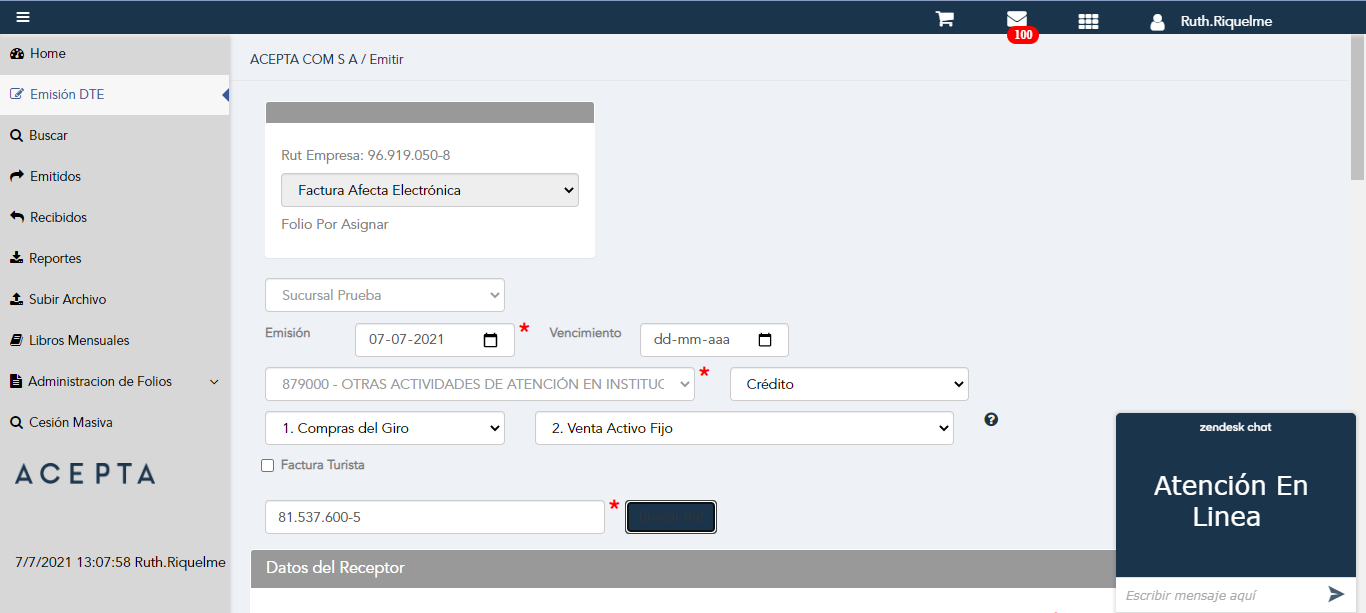 Ruth.Riquelme
100
Home
Emisión DTE
Buscar
Emitidos
Recibidos
Reportes
Subir Archivo
Libros Mensuales
Administracion de Folios
Cesión Masiva
ACEPTA
7/7/2021 13:07:58 Ruth.Riquelme
ACEPTA COM S A / Emitir
Rut Empresa: 96.919.050-8
Factura Afecta Electrónica
Folio Por Asignar
Sucursal Prueba
Emisión 07-07-2021 * Vencimiento dd-mm-aaa
879000 - OTRAS ACTIVIDADES DE ATENCIÓN EN INSTITUC * Crédito
1. Compras del Giro 2. Venta Activo Fijo
Factura Turista
81.537.600-5 *
Datos del Receptor
zendesk chat
Atención En
Linea
Escribir mensaje aquí